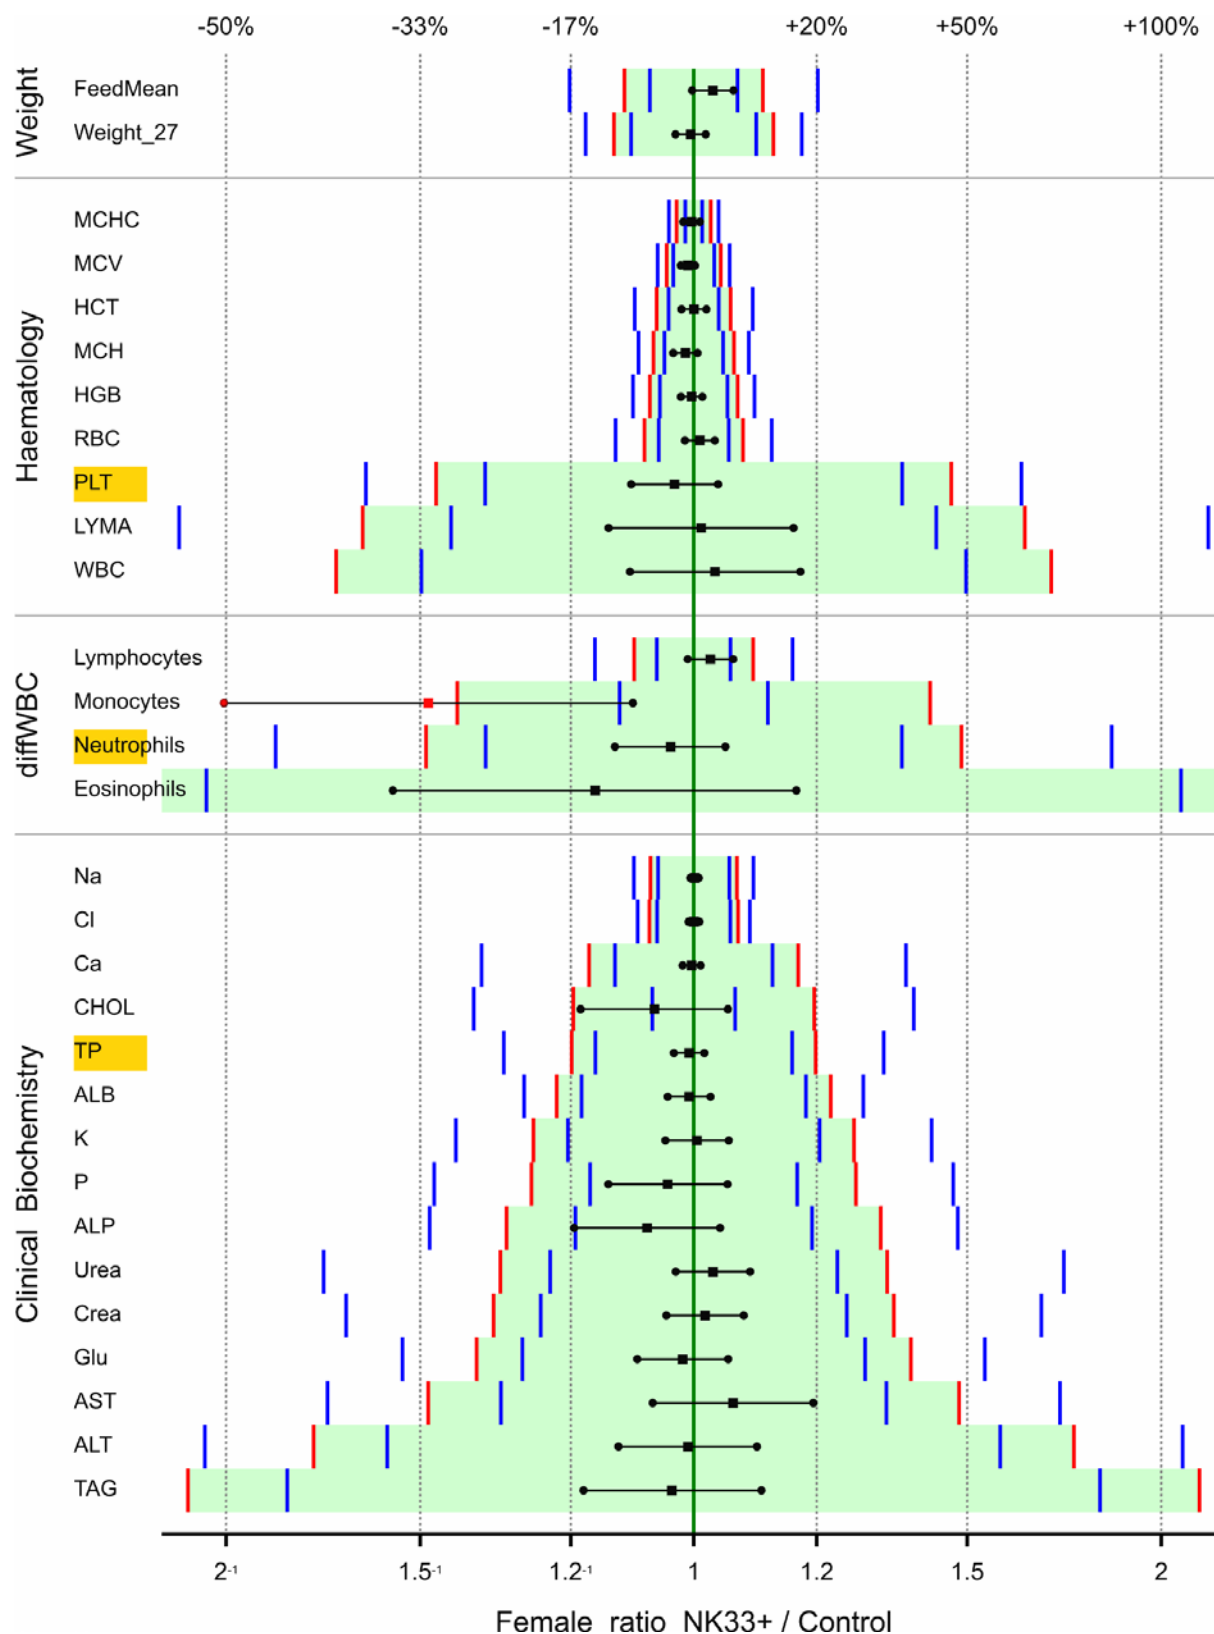 -50% -33% -17% +20% +50% +100%
Weight
FeedMean
Weight_27
Haematology
MCHC
MCV
HCT
MCH
HGB
RBC
PLT
LYMA
WBC
diffWBC
Lymphocytes
Monocytes
Neutrophils
Eosinophils
Clinical Biochemistry
Na
Cl
Ca
CHOL
TP
ALB
K
P
ALP
Urea
Crea
Glu
AST
ALT
TAG
2-1 1.5-1 1.2-1 1 1.2 1.5 2
Female ratio NK33+ / Control